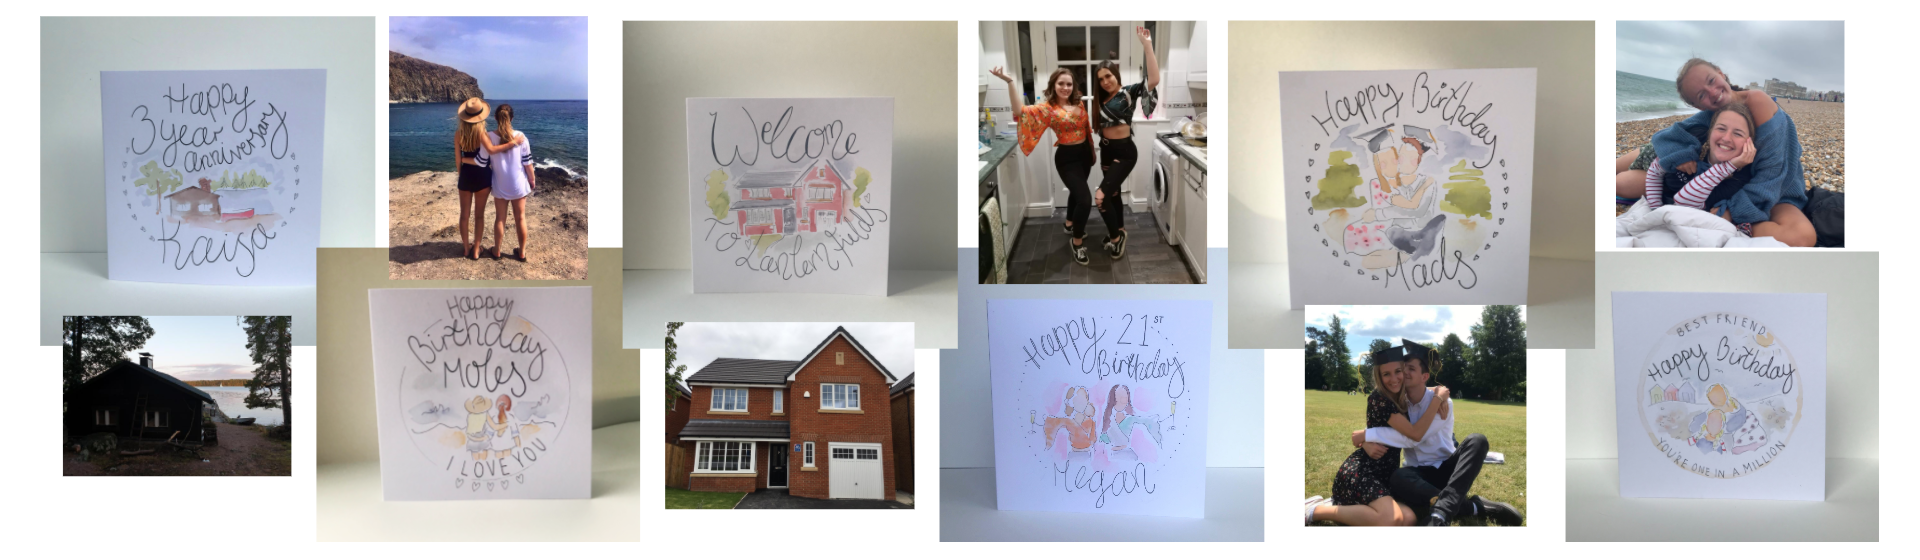 Happy
3 year
anniversary
Kaisa
Happy
Birthday
Moles
I LOVE YOU
Welcome
To Lantern Fields
Happy 21ST
Birthday
Megan
Happy Birthday
Mads
BEST FRIEND
Happy Birthday
YOU'RE ONE IN A MILLION